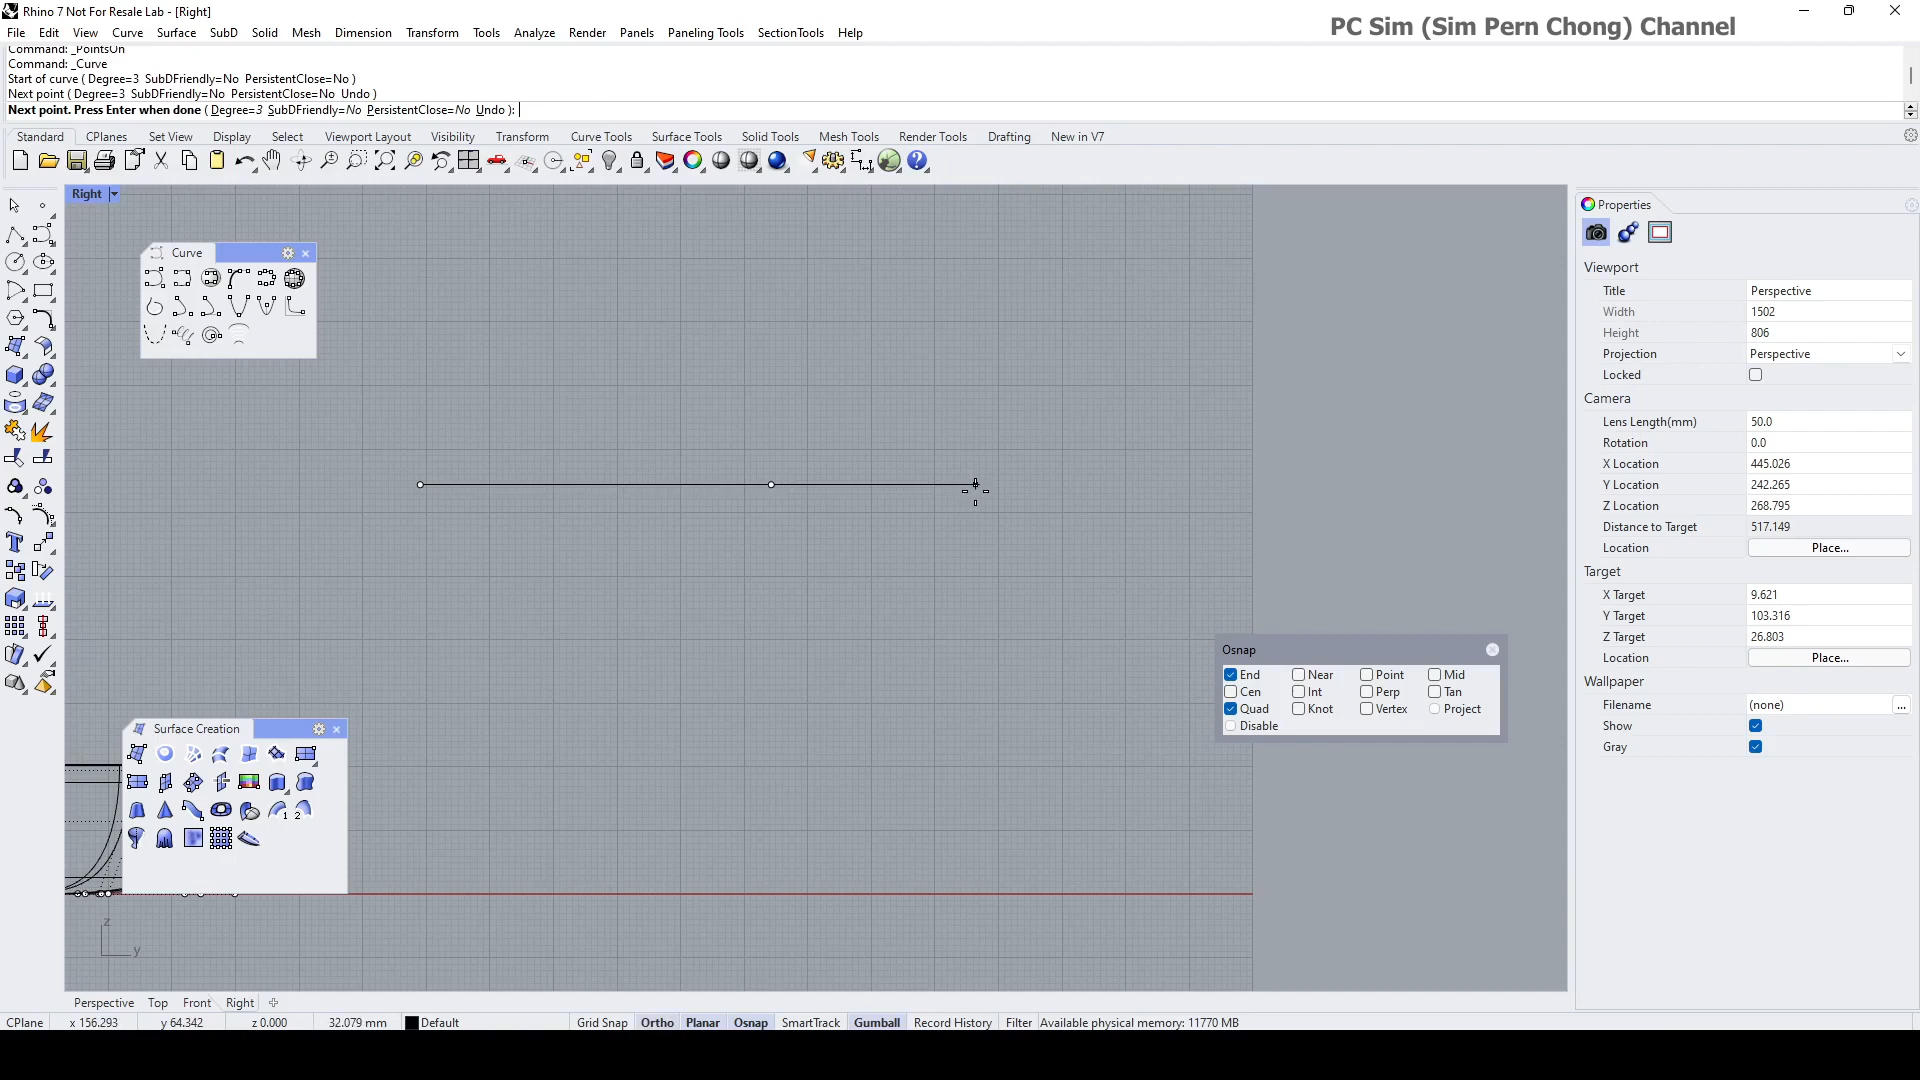 Rhino 7 Not For Resale Lab - [Right]
PC Sim (Sim Pern Chong) Channel
File Edit View Curve Surface SubD Solid Mesh Dimension Transform Tools Analyze Render Panels Paneling Tools SectionTools Help
Command: _PointsOn
Command: _Curve
Start of curve ( Degree=3 SubDFriendly=No PersistentClose=No )
Next point ( Degree=3 SubDFriendly=No PersistentClose=No Undo )
Next point. Press Enter when done ( Degree=3 SubDFriendly=No PersistentClose=No Undo ):
Standard CPlanes Set View Display Select Viewport Layout Visibility Transform Curve Tools Surface Tools Solid Tools Mesh Tools Render Tools Drafting New in V7
Right
Curve
Surface Creation
1 2
z
y
Osnap
End Near Point Mid
Cen Int Perp Tan
Quad Knot Vertex Project
Disable
Properties
Viewport
Title Perspective
Width 1502
Height 806
Projection Perspective
Locked
Camera
Lens Length(mm) 50.0
Rotation 0.0
X Location 445.026
Y Location 242.265
Z Location 268.795
Distance to Target 517.149
Location Place...
Target
X Target 9.621
Y Target 103.316
Z Target 26.803
Location Place...
Wallpaper
Filename (none) ...
Show
Gray
Perspective Top Front Right
CPlane x 156.293 y 64.342 z 0.000 32.079 mm Default Grid Snap Ortho Planar Osnap SmartTrack Gumball Record History Filter Available physical memory: 11770 MB